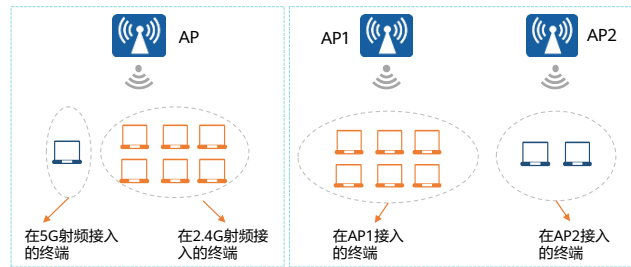 AP
AP1
AP2
在5G射频接入
的终端
在2.4G射频接
入的终端
在AP1接入
的终端
在AP2接入
的终端